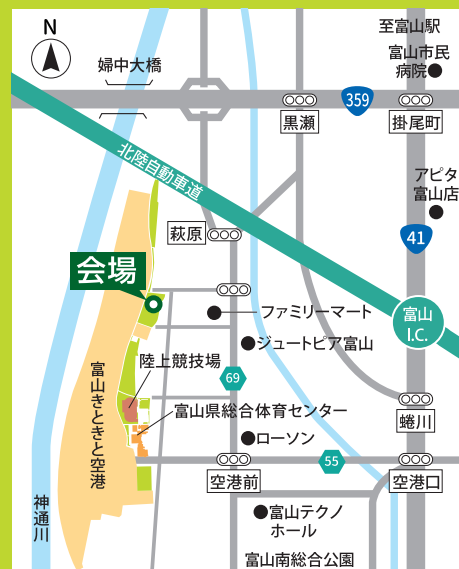 N
至富山駅
富山市民
病院
婦中大橋
359
黒瀬
掛尾町
北陸自動車道
アピタ
富山店
41
萩原
会場
ファミリーマート
富山
I.C.
ジュートピア富山
陸上競技場
69
富山きときと空港
富山県総合体育センター
蜷川
ローソン
55
空港前
空港口
神通川
富山テクノ
ホール
富山南総合公園